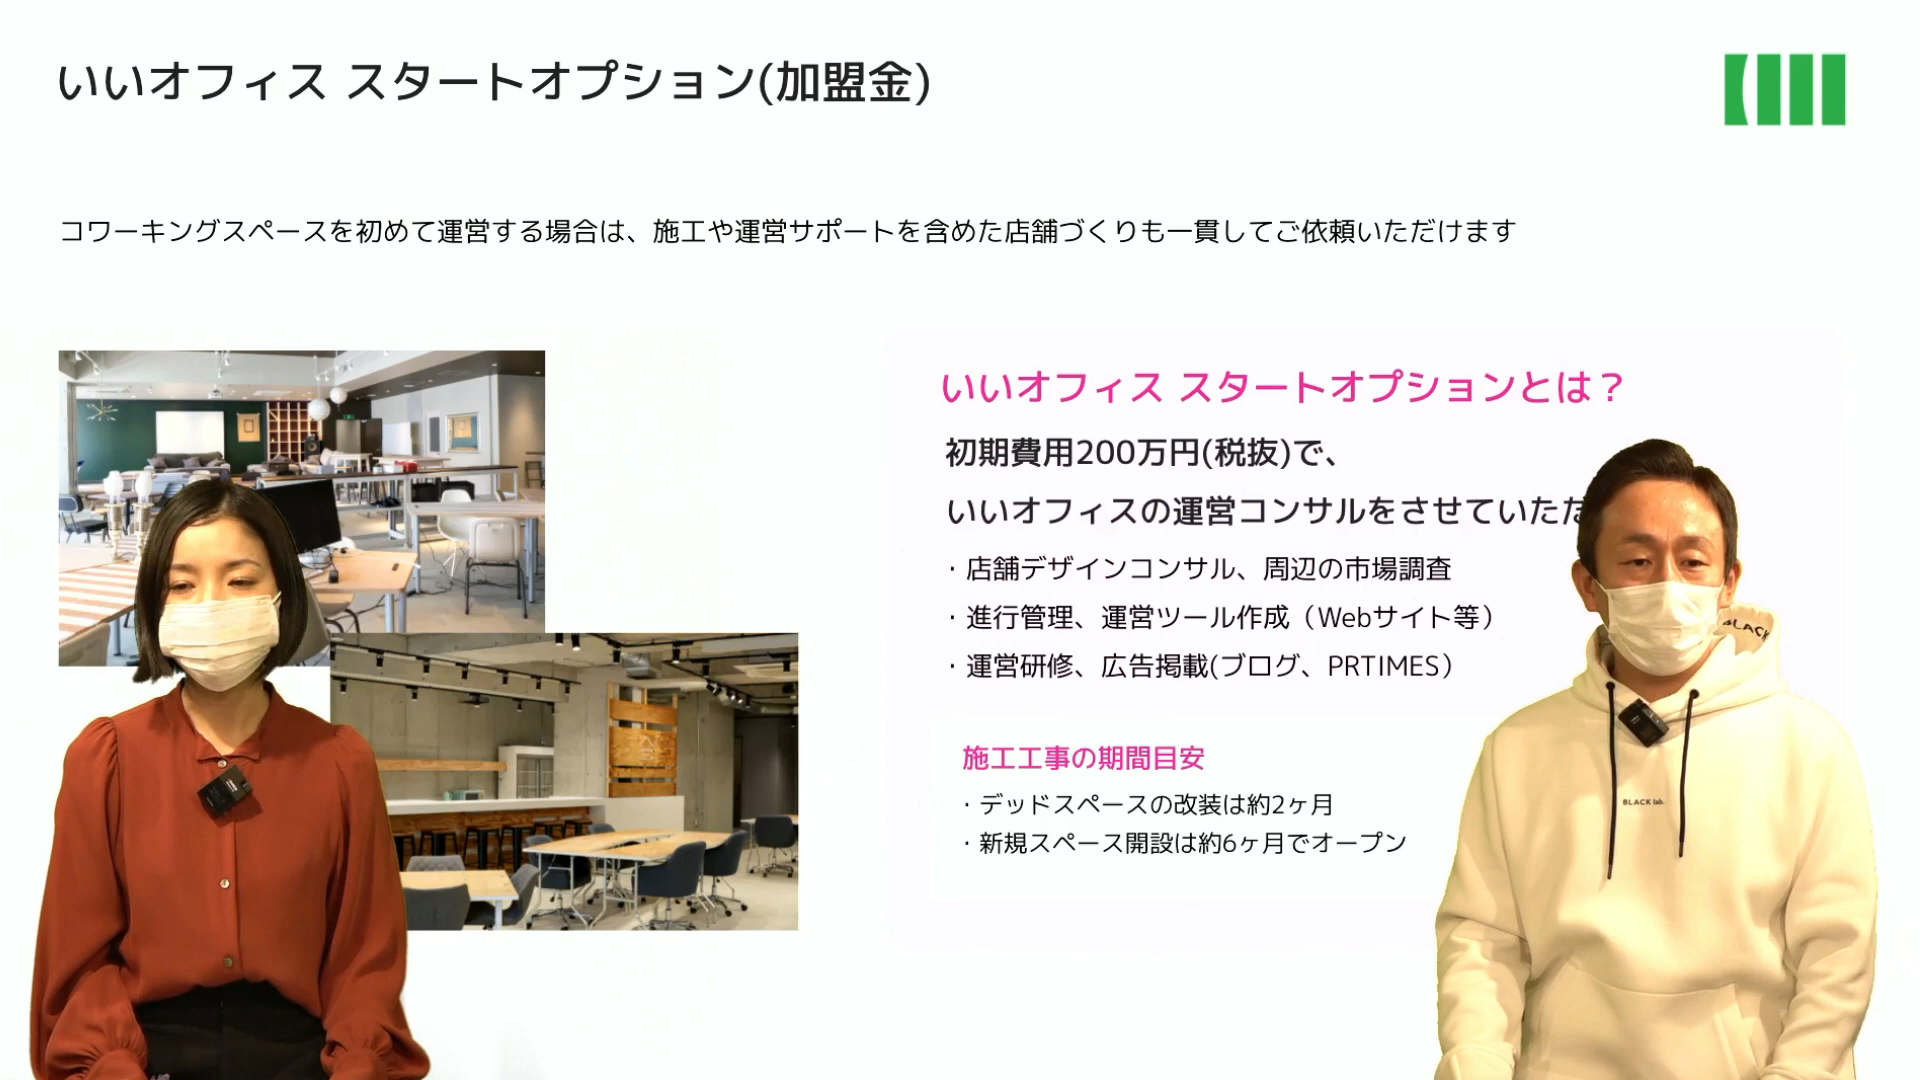 いいオフィス スタートオプション(加盟金)
コワーキングスペースを初めて運営する場合は、施工や運営サポートを含めた店舗づくりも一貫してご依頼いただけます
いいオフィス スタートオプションとは？
初期費用200万円(税抜)で、
いいオフィスの運営コンサルをさせていただ
・店舗デザインコンサル、周辺の市場調査
・進行管理、運営ツール作成（Webサイト等）
・運営研修、広告掲載(ブログ、PRTIMES）
施工工事の期間目安
・デッドスペースの改装は約2ヶ月
・新規スペース開設は約6ヶ月でオープン
BLACK
BLACK lab.